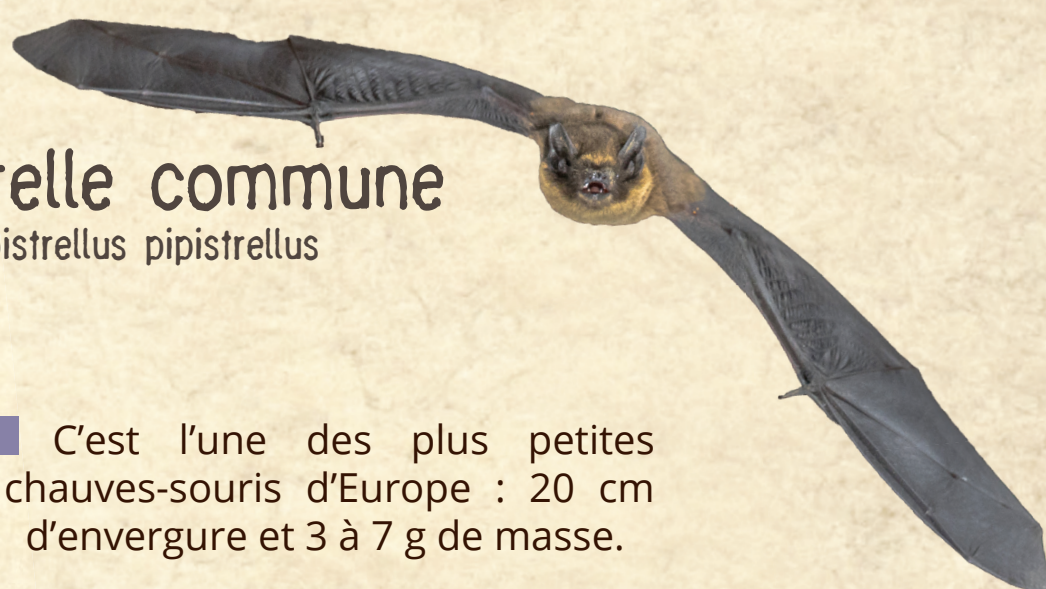 relle commune
istrellus pipistrellus
C’est l’une des plus petites
chauves-souris d’Europe : 20 cm
d’envergure et 3 à 7 g de masse.